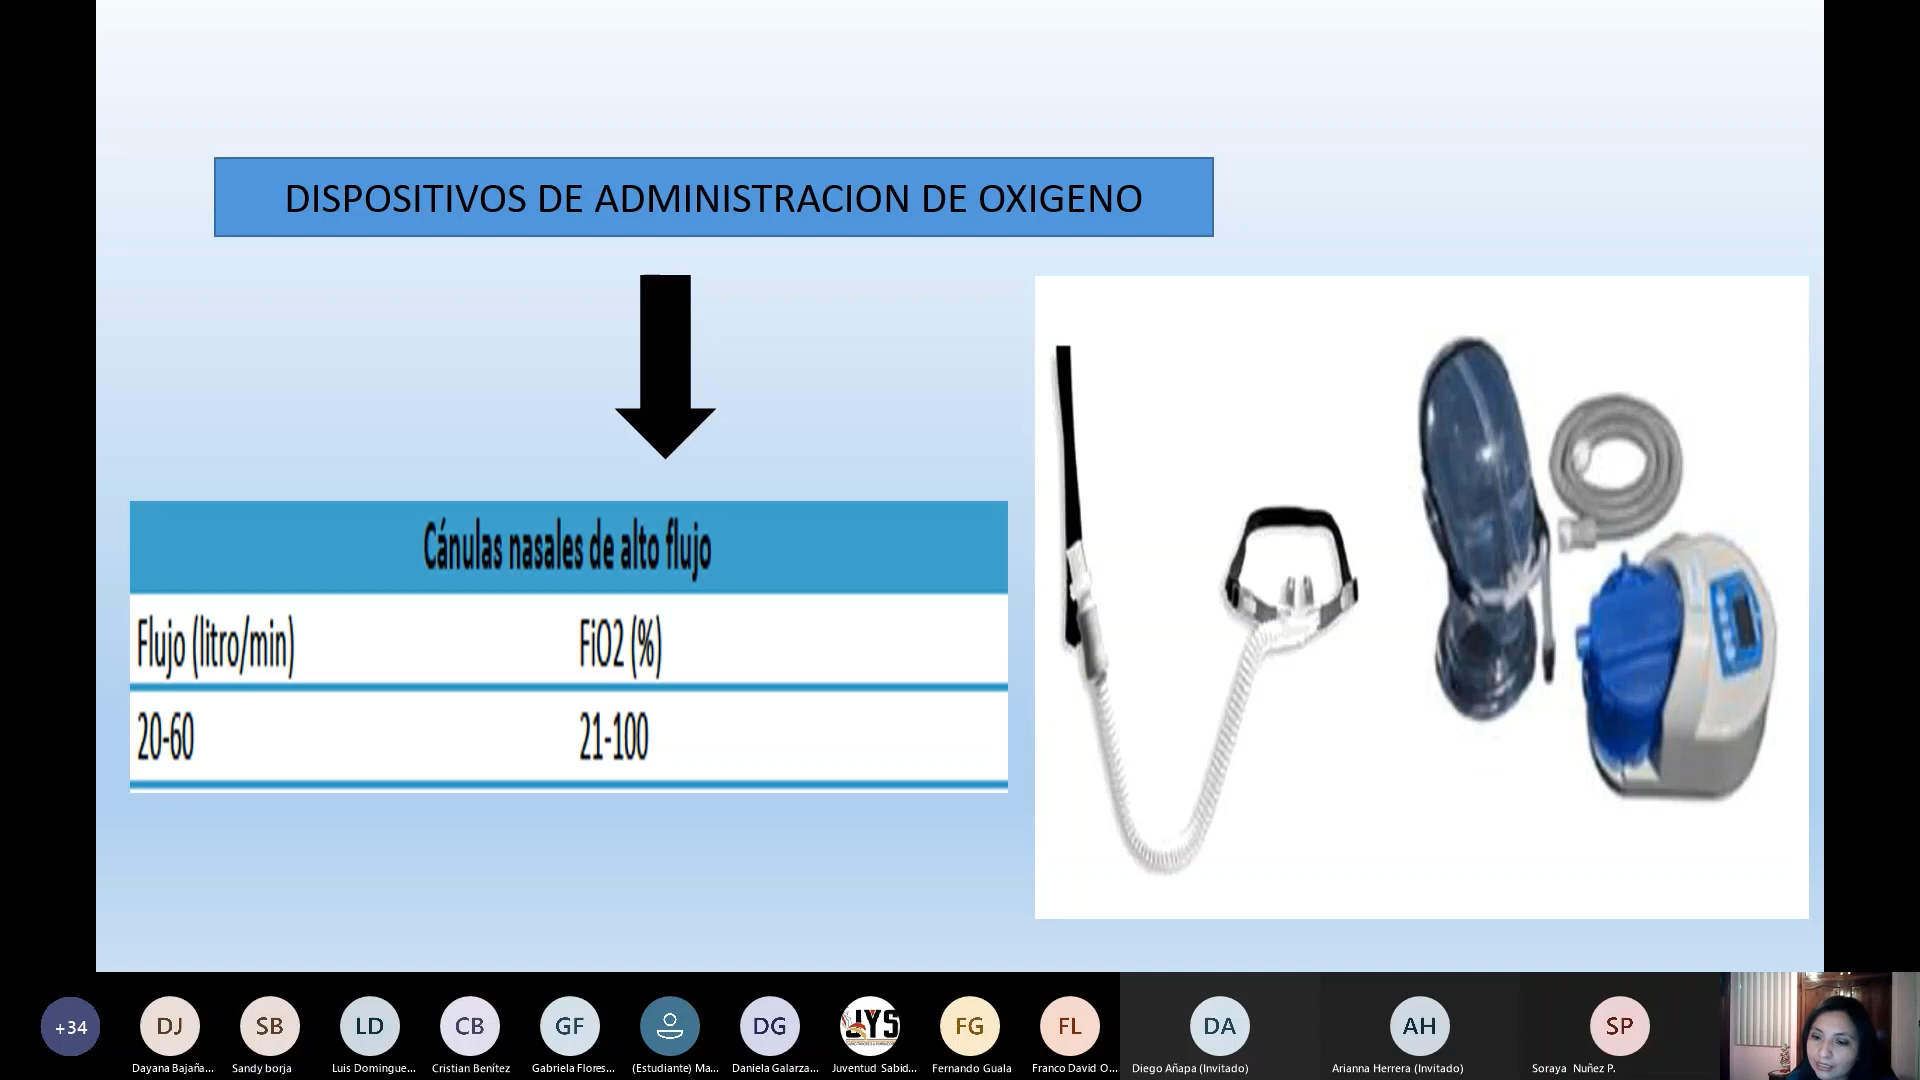 DISPOSITIVOS DE ADMINISTRACION DE OXIGENO
Cánulas nasales de alto flujo
Flujo (litro/min) FiO2 (%)
20-60 21-100
+34
DJ
SB
LD
CB
GF
DG
JYS
FG
FL
DA
AH
SP
Dayana Bajaña...
Sandy borja
Luis Domingue...
Cristian Benítez
Gabriela Flores...
(Estudiante) Ma...
Daniela Galarza...
Juventud Sabid...
Fernando Guala
Franco David O...
Diego Añapa (Invitado)
Arianna Herrera (Invitado)
Soraya Nuñez P.